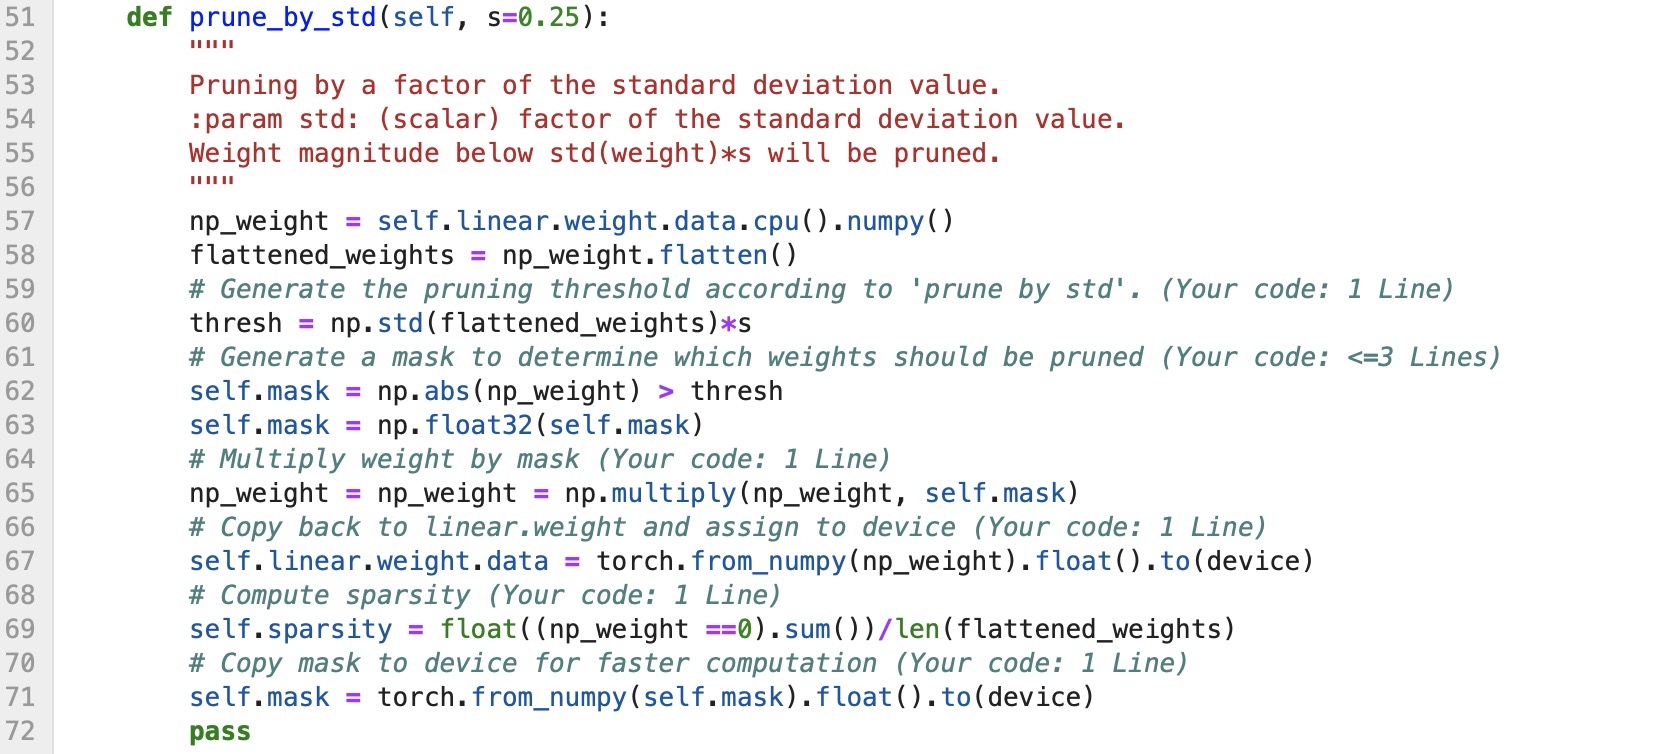 51 def prune_by_std(self, s=0.25):
52 """
53 Pruning by a factor of the standard deviation value.
54 :param std: (scalar) factor of the standard deviation value.
55 Weight magnitude below std(weight)*s will be pruned.
56 """
57 np_weight = self.linear.weight.data.cpu().numpy()
58 flattened_weights = np_weight.flatten()
59 # Generate the pruning threshold according to 'prune by std'. (Your code: 1 Line)
60 thresh = np.std(flattened_weights)*s
61 # Generate a mask to determine which weights should be pruned (Your code: <=3 Lines)
62 self.mask = np.abs(np_weight) > thresh
63 self.mask = np.float32(self.mask)
64 # Multiply weight by mask (Your code: 1 Line)
65 np_weight = np_weight = np.multiply(np_weight, self.mask)
66 # Copy back to linear.weight and assign to device (Your code: 1 Line)
67 self.linear.weight.data = torch.from_numpy(np_weight).float().to(device)
68 # Compute sparsity (Your code: 1 Line)
69 self.sparsity = float((np_weight ==0).sum())/len(flattened_weights)
70 # Copy mask to device for faster computation (Your code: 1 Line)
71 self.mask = torch.from_numpy(self.mask).float().to(device)
72 pass